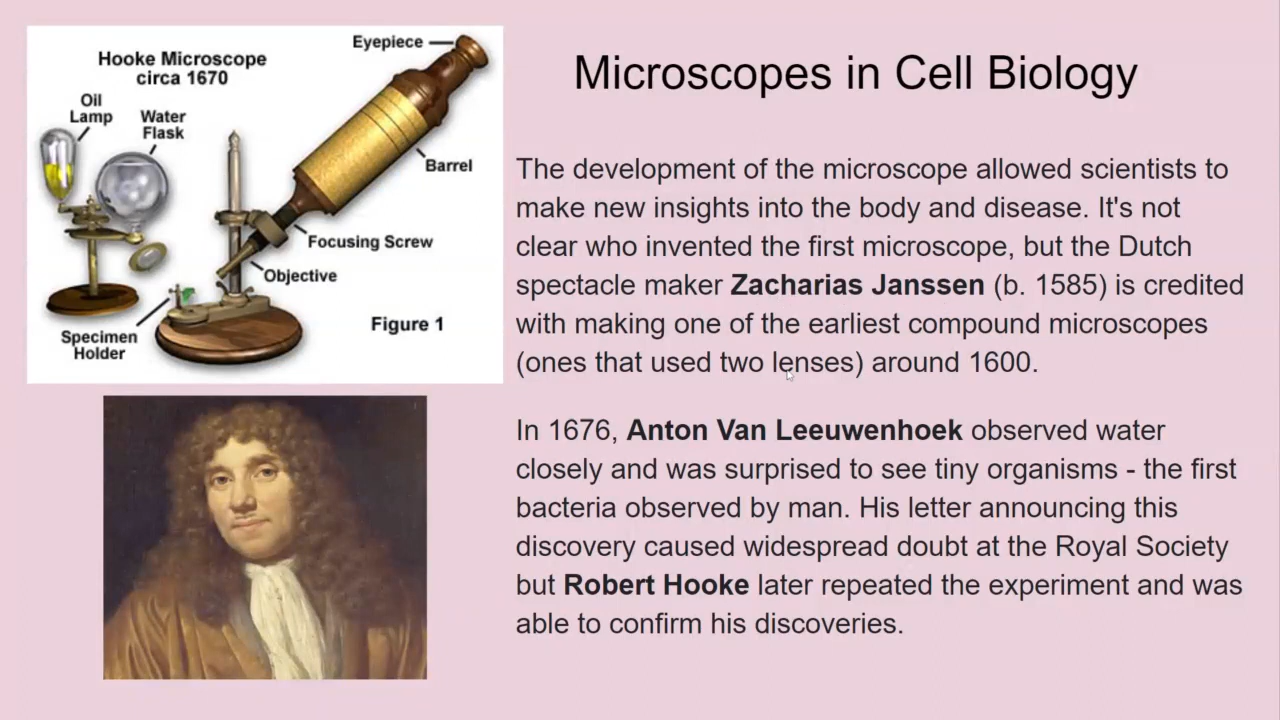 Hooke Microscope
circa 1670
Eyepiece
Oil
Lamp
Water
Flask
Barrel
Focusing Screw
Objective
Specimen
Holder
Figure 1
Microscopes in Cell Biology
The development of the microscope allowed scientists to
make new insights into the body and disease. It's not
clear who invented the first microscope, but the Dutch
spectacle maker Zacharias Janssen (b. 1585) is credited
with making one of the earliest compound microscopes
(ones that used two lenses) around 1600.
In 1676, Anton Van Leeuwenhoek observed water
closely and was surprised to see tiny organisms - the first
bacteria observed by man. His letter announcing this
discovery caused widespread doubt at the Royal Society
but Robert Hooke later repeated the experiment and was
able to confirm his discoveries.